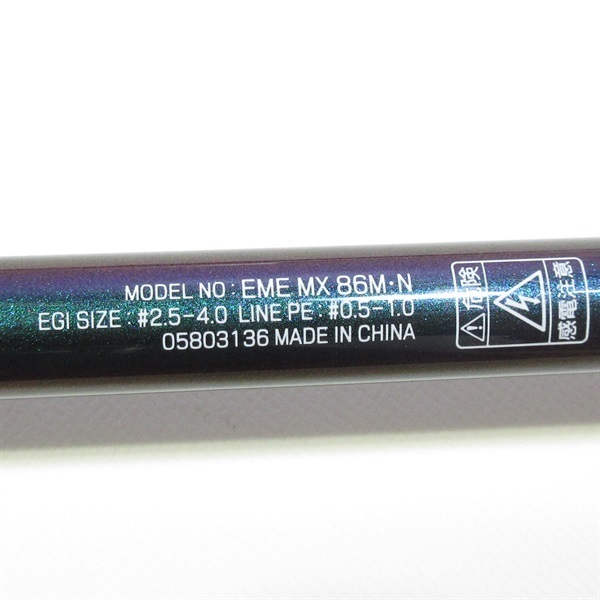 MODEL NO : EME MX 86M・N
EGI SIZE : #2.5-4.0 LINE PE : #0.5-1.0
05803136 MADE IN CHINA
危険
感電注意